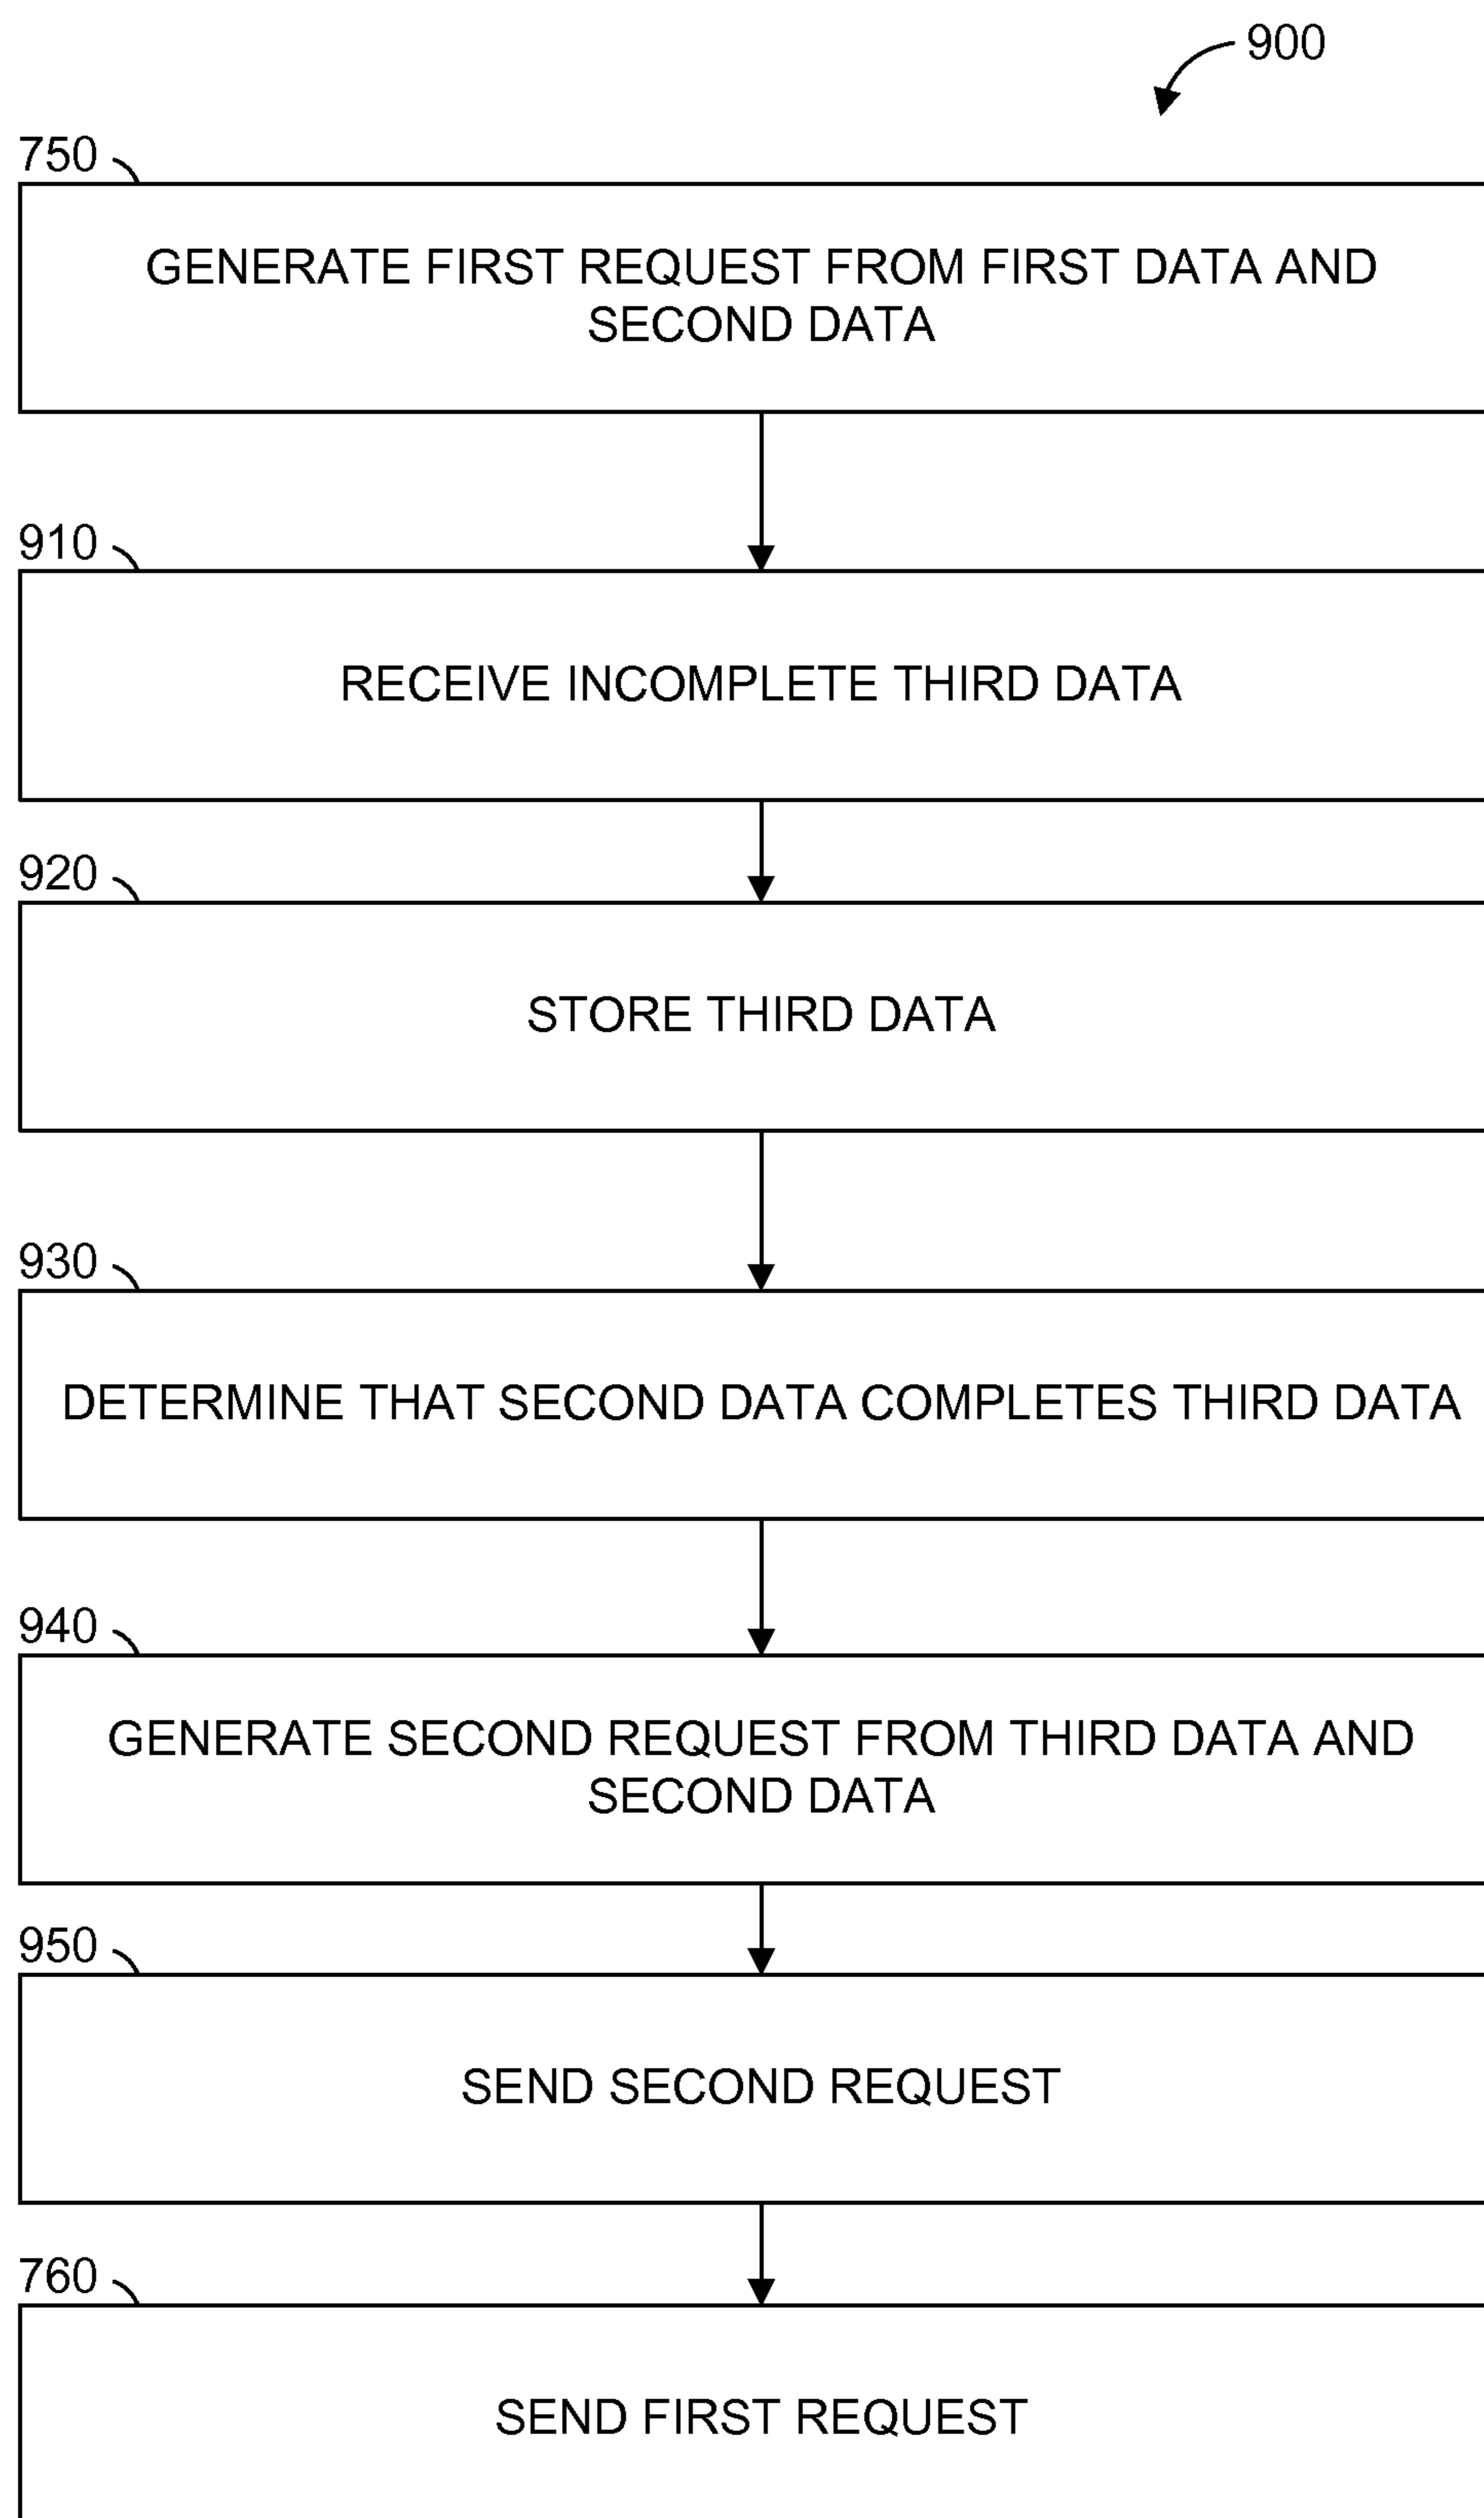 900
750
GENERATE FIRST REQUEST FROM FIRST DATA AND
SECOND DATA
910
RECEIVE INCOMPLETE THIRD DATA
920
STORE THIRD DATA
930
DETERMINE THAT SECOND DATA COMPLETES THIRD DATA
940
GENERATE SECOND REQUEST FROM THIRD DATA AND
SECOND DATA
950
SEND SECOND REQUEST
760
SEND FIRST REQUEST